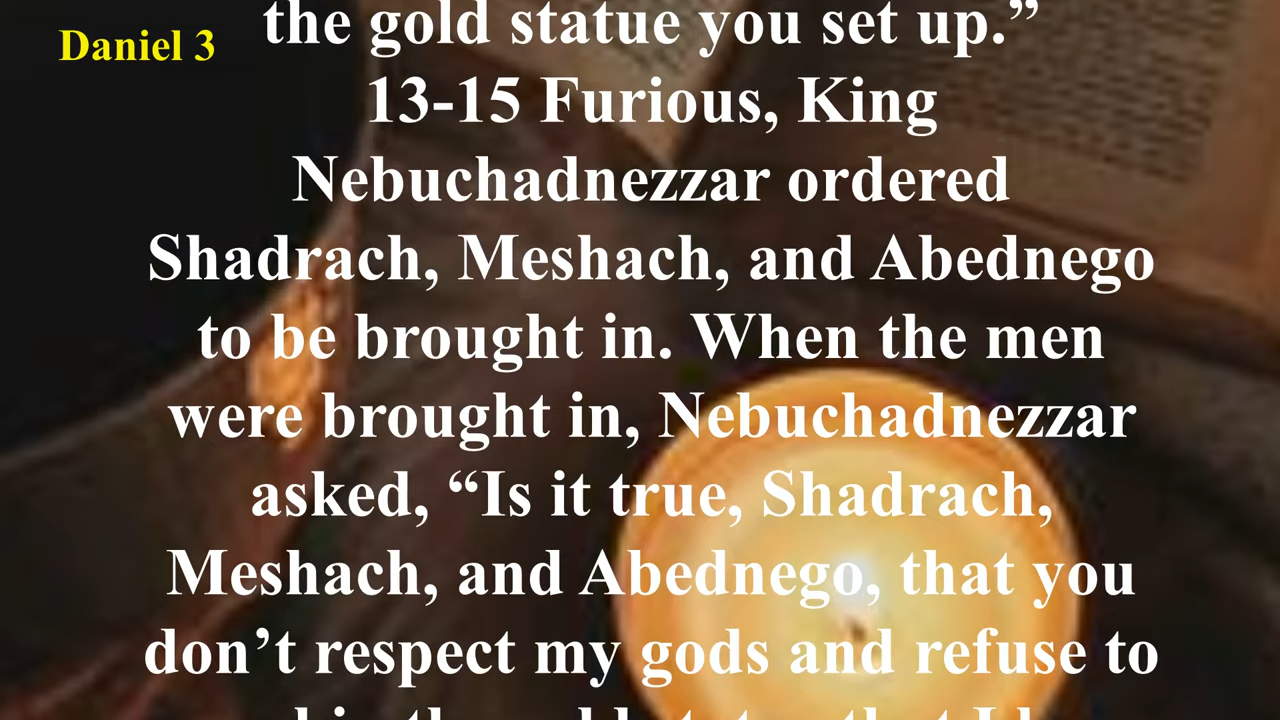 Daniel 3
the gold statue you set up.”
13-15 Furious, King
Nebuchadnezzar ordered
Shadrach, Meshach, and Abednego
to be brought in. When the men
were brought in, Nebuchadnezzar
asked, “Is it true, Shadrach,
Meshach, and Abednego, that you
don’t respect my gods and refuse to